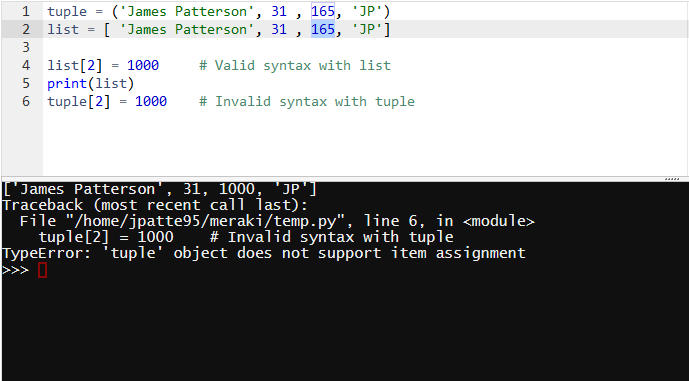 1 tuple = ('James Patterson', 31 , 165, 'JP')
2 list = [ 'James Patterson', 31 , 165, 'JP']
3
4 list[2] = 1000     # Valid syntax with list
5 print(list)
6 tuple[2] = 1000    # Invalid syntax with tuple
['James Patterson', 31, 1000, 'JP']
Traceback (most recent call last):
  File "/home/jpatte95/meraki/temp.py", line 6, in <module>
    tuple[2] = 1000    # Invalid syntax with tuple
TypeError: 'tuple' object does not support item assignment
>>>